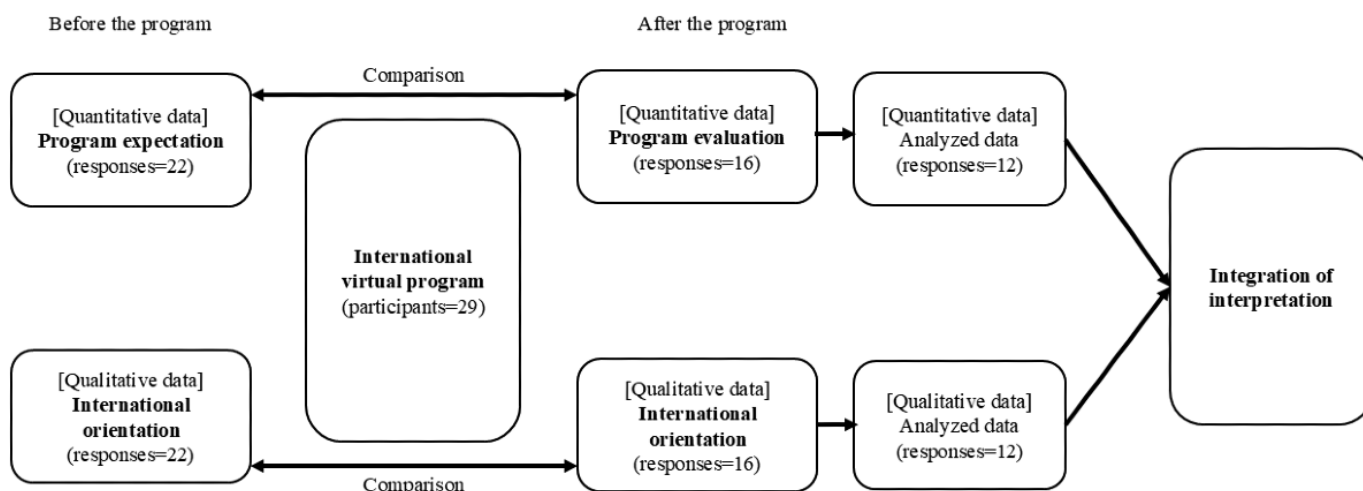 Before the program
After the program
Comparison
[Quantitative data]
Program expectation
(responses=22)
[Quantitative data]
Program evaluation
(responses=16)
[Quantitative data]
Analyzed data
(responses=12)
International
virtual program
(participants=29)
Integration of
interpretation
[Qualitative data]
International
orientation
(responses=22)
[Qualitative data]
International
orientation
(responses=16)
[Qualitative data]
Analyzed data
(responses=12)
Comparison